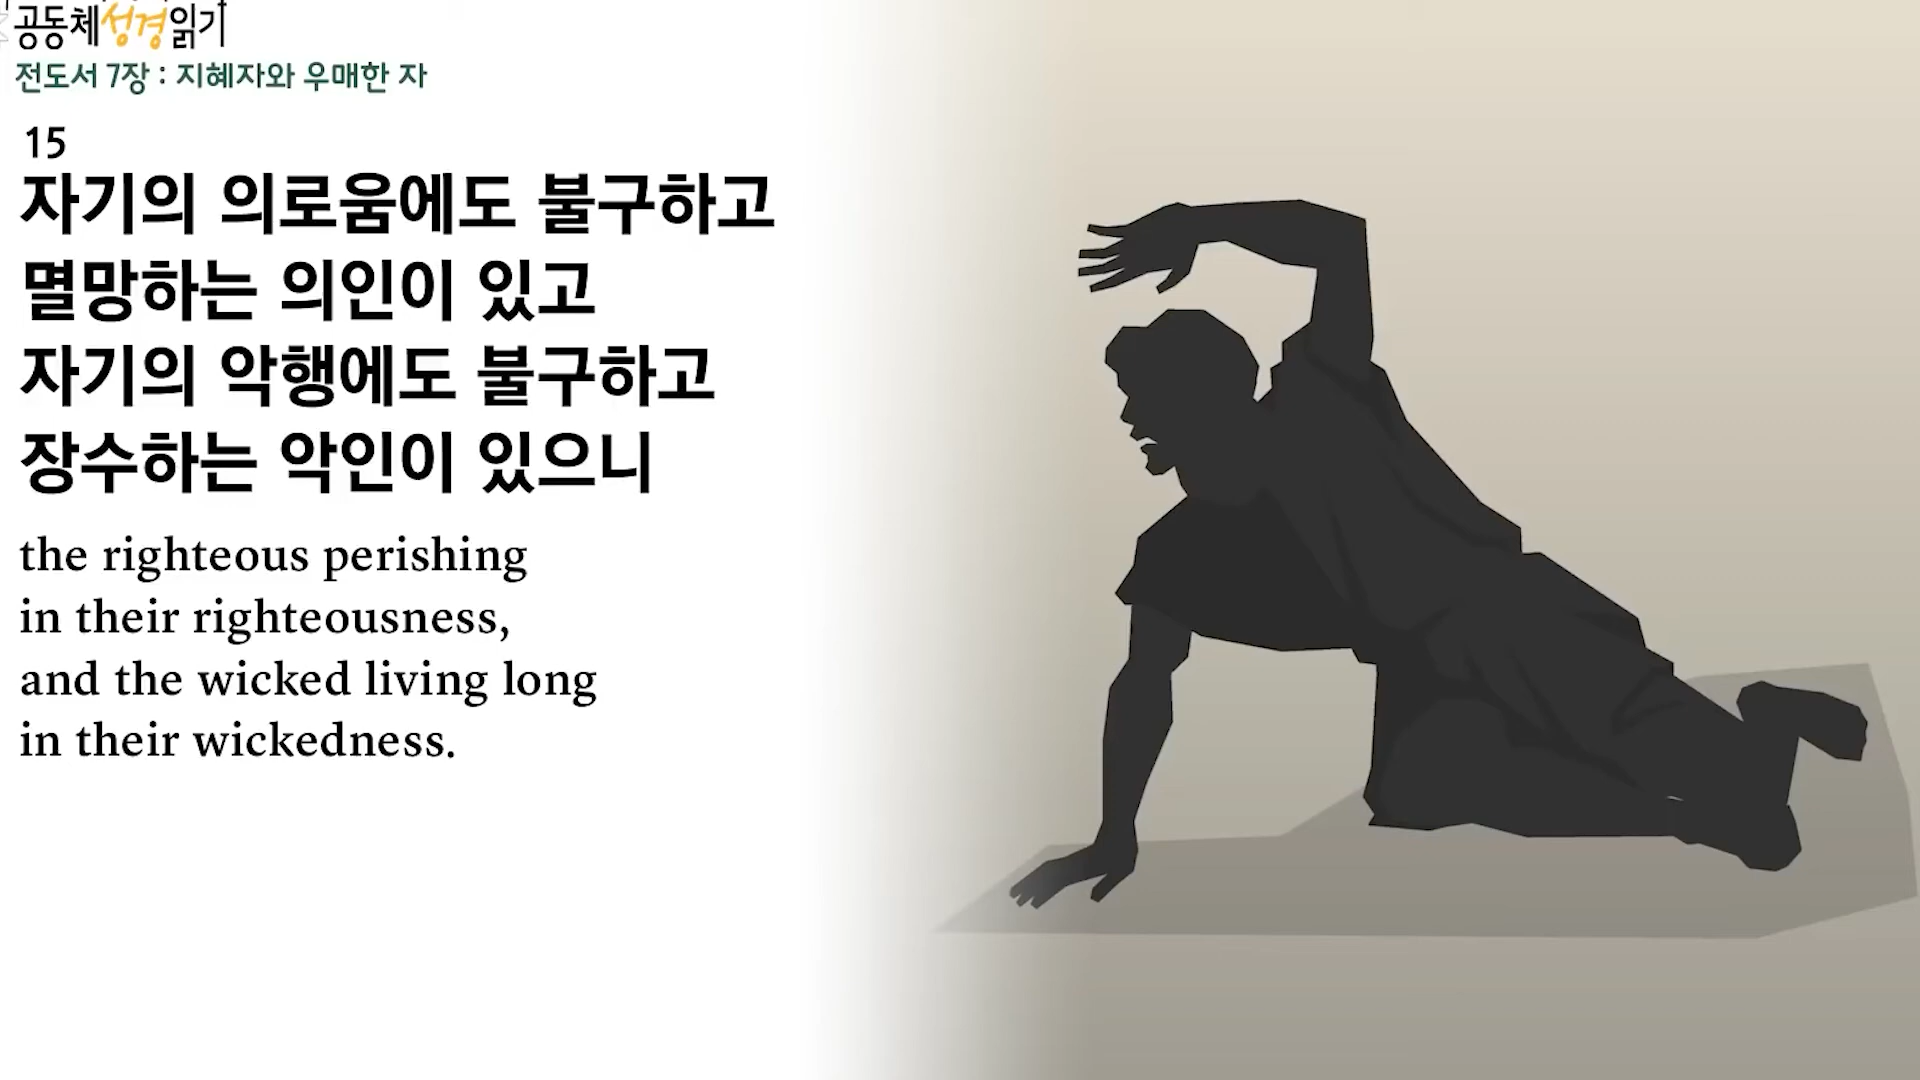 공동체성경읽기
전도서 7장 : 지혜자와 우매한 자
15
자기의 의로움에도 불구하고
멸망하는 의인이 있고
자기의 악행에도 불구하고
장수하는 악인이 있으니
the righteous perishing
in their righteousness,
and the wicked living long
in their wickedness.